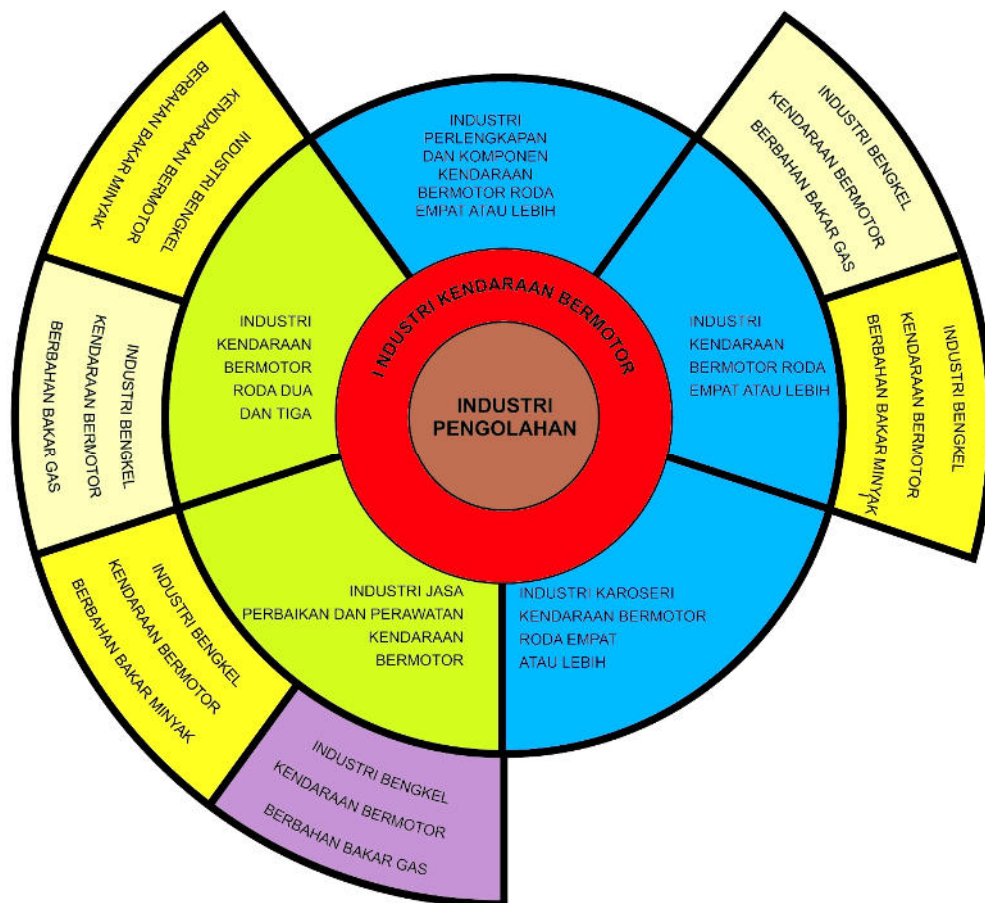 INDUSTRI
PENGOLAHAN
I NDUSTRI KENDARAAN BERMOTOR
INDUSTRI
PERLENGKAPAN
DAN KOMPONEN
KENDARAAN
BERMOTOR RODA
EMPAT ATAU LEBIH
INDUSTRI
KENDARAAN
BERMOTOR RODA
EMPAT ATAU LEBIH
INDUSTRI KAROSERI
KENDARAAN BERMOTOR
RODA EMPAT
ATAU LEBIH
INDUSTRI JASA
PERBAIKAN DAN PERAWATAN
KENDARAAN
BERMOTOR
INDUSTRI
KENDARAAN
BERMOTOR
RODA DUA
DAN TIGA
INDUSTRI BENGKEL
KENDARAAN BERMOTOR
BERBAHAN BAKAR GAS
INDUSTRI BENGKEL
KENDARAAN BERMOTOR
BERBAHAN BAKAR MINYAK
INDUSTRI BENGKEL
KENDARAAN BERMOTOR
BERBAHAN BAKAR GAS
INDUSTRI BENGKEL
KENDARAAN BERMOTOR
BERBAHAN BAKAR MINYAK
INDUSTRI BENGKEL
KENDARAAN BERMOTOR
BERBAHAN BAKAR GAS
INDUSTRI BENGKEL
KENDARAAN BERMOTOR
BERBAHAN BAKAR MINYAK